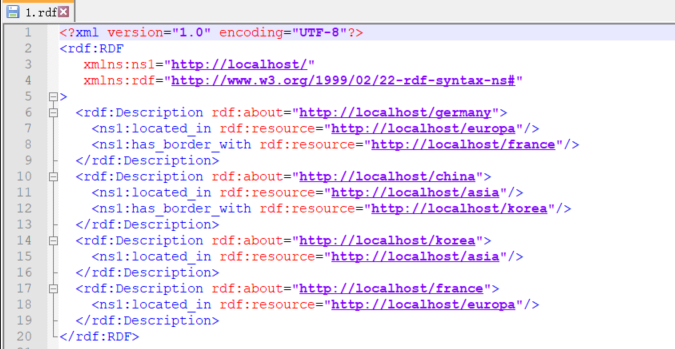 1.rdf
1 <?xml version="1.0" encoding="UTF-8"?>
2 <rdf:RDF
3 xmlns:ns1="http://localhost/"
4 xmlns:rdf="http://www.w3.org/1999/02/22-rdf-syntax-ns#"
5 >
6 <rdf:Description rdf:about="http://localhost/germany">
7 <ns1:located_in rdf:resource="http://localhost/europa"/>
8 <ns1:has_border_with rdf:resource="http://localhost/france"/>
9 </rdf:Description>
10 <rdf:Description rdf:about="http://localhost/china">
11 <ns1:located_in rdf:resource="http://localhost/asia"/>
12 <ns1:has_border_with rdf:resource="http://localhost/korea"/>
13 </rdf:Description>
14 <rdf:Description rdf:about="http://localhost/korea">
15 <ns1:located_in rdf:resource="http://localhost/asia"/>
16 </rdf:Description>
17 <rdf:Description rdf:about="http://localhost/france">
18 <ns1:located_in rdf:resource="http://localhost/europa"/>
19 </rdf:Description>
20 </rdf:RDF>